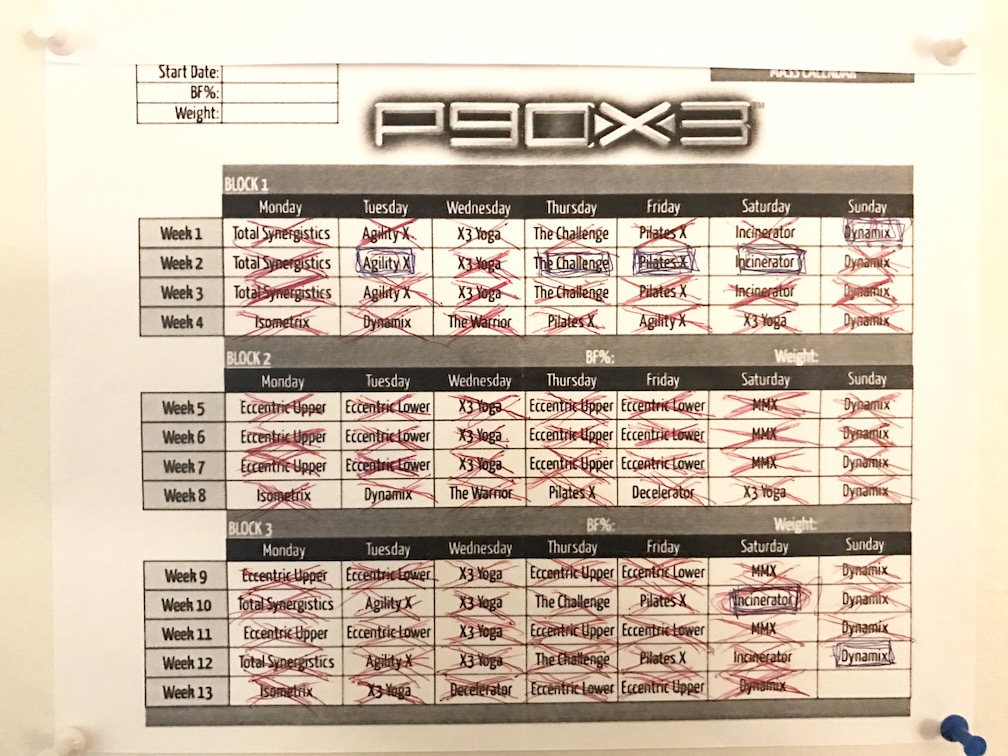 Start Date:
BF%:
Weight:
MASS CALENDAR
P90X3™
BLOCK 1
Monday Tuesday Wednesday Thursday Friday Saturday Sunday
Week 1 Total Synergistics Agility X X3 Yoga The Challenge Pilates X Incinerator Dynamix
Week 2 Total Synergistics Agility X X3 Yoga The Challenge Pilates X Incinerator Dynamix
Week 3 Total Synergistics Agility X X3 Yoga The Challenge Pilates X Incinerator Dynamix
Week 4 Isometrix Dynamix The Warrior Pilates X Agility X X3 Yoga Dynamix
BLOCK 2 BF%: Weight:
Monday Tuesday Wednesday Thursday Friday Saturday Sunday
Week 5 Eccentric Upper Eccentric Lower X3 Yoga Eccentric Upper Eccentric Lower MMX Dynamix
Week 6 Eccentric Upper Eccentric Lower X3 Yoga Eccentric Upper Eccentric Lower MMX Dynamix
Week 7 Eccentric Upper Eccentric Lower X3 Yoga Eccentric Upper Eccentric Lower MMX Dynamix
Week 8 Isometrix Dynamix The Warrior Pilates X Decelerator X3 Yoga Dynamix
BLOCK 3 BF%: Weight:
Monday Tuesday Wednesday Thursday Friday Saturday Sunday
Week 9 Eccentric Upper Eccentric Lower X3 Yoga Eccentric Upper Eccentric Lower MMX Dynamix
Week 10 Total Synergistics Agility X X3 Yoga The Challenge Pilates X Incinerator Dynamix
Week 11 Eccentric Upper Eccentric Lower X3 Yoga Eccentric Upper Eccentric Lower MMX Dynamix
Week 12 Total Synergistics Agility X X3 Yoga The Challenge Pilates X Incinerator Dynamix
Week 13 Isometrix X3 Yoga Decelerator Eccentric Lower Eccentric Upper Dynamix